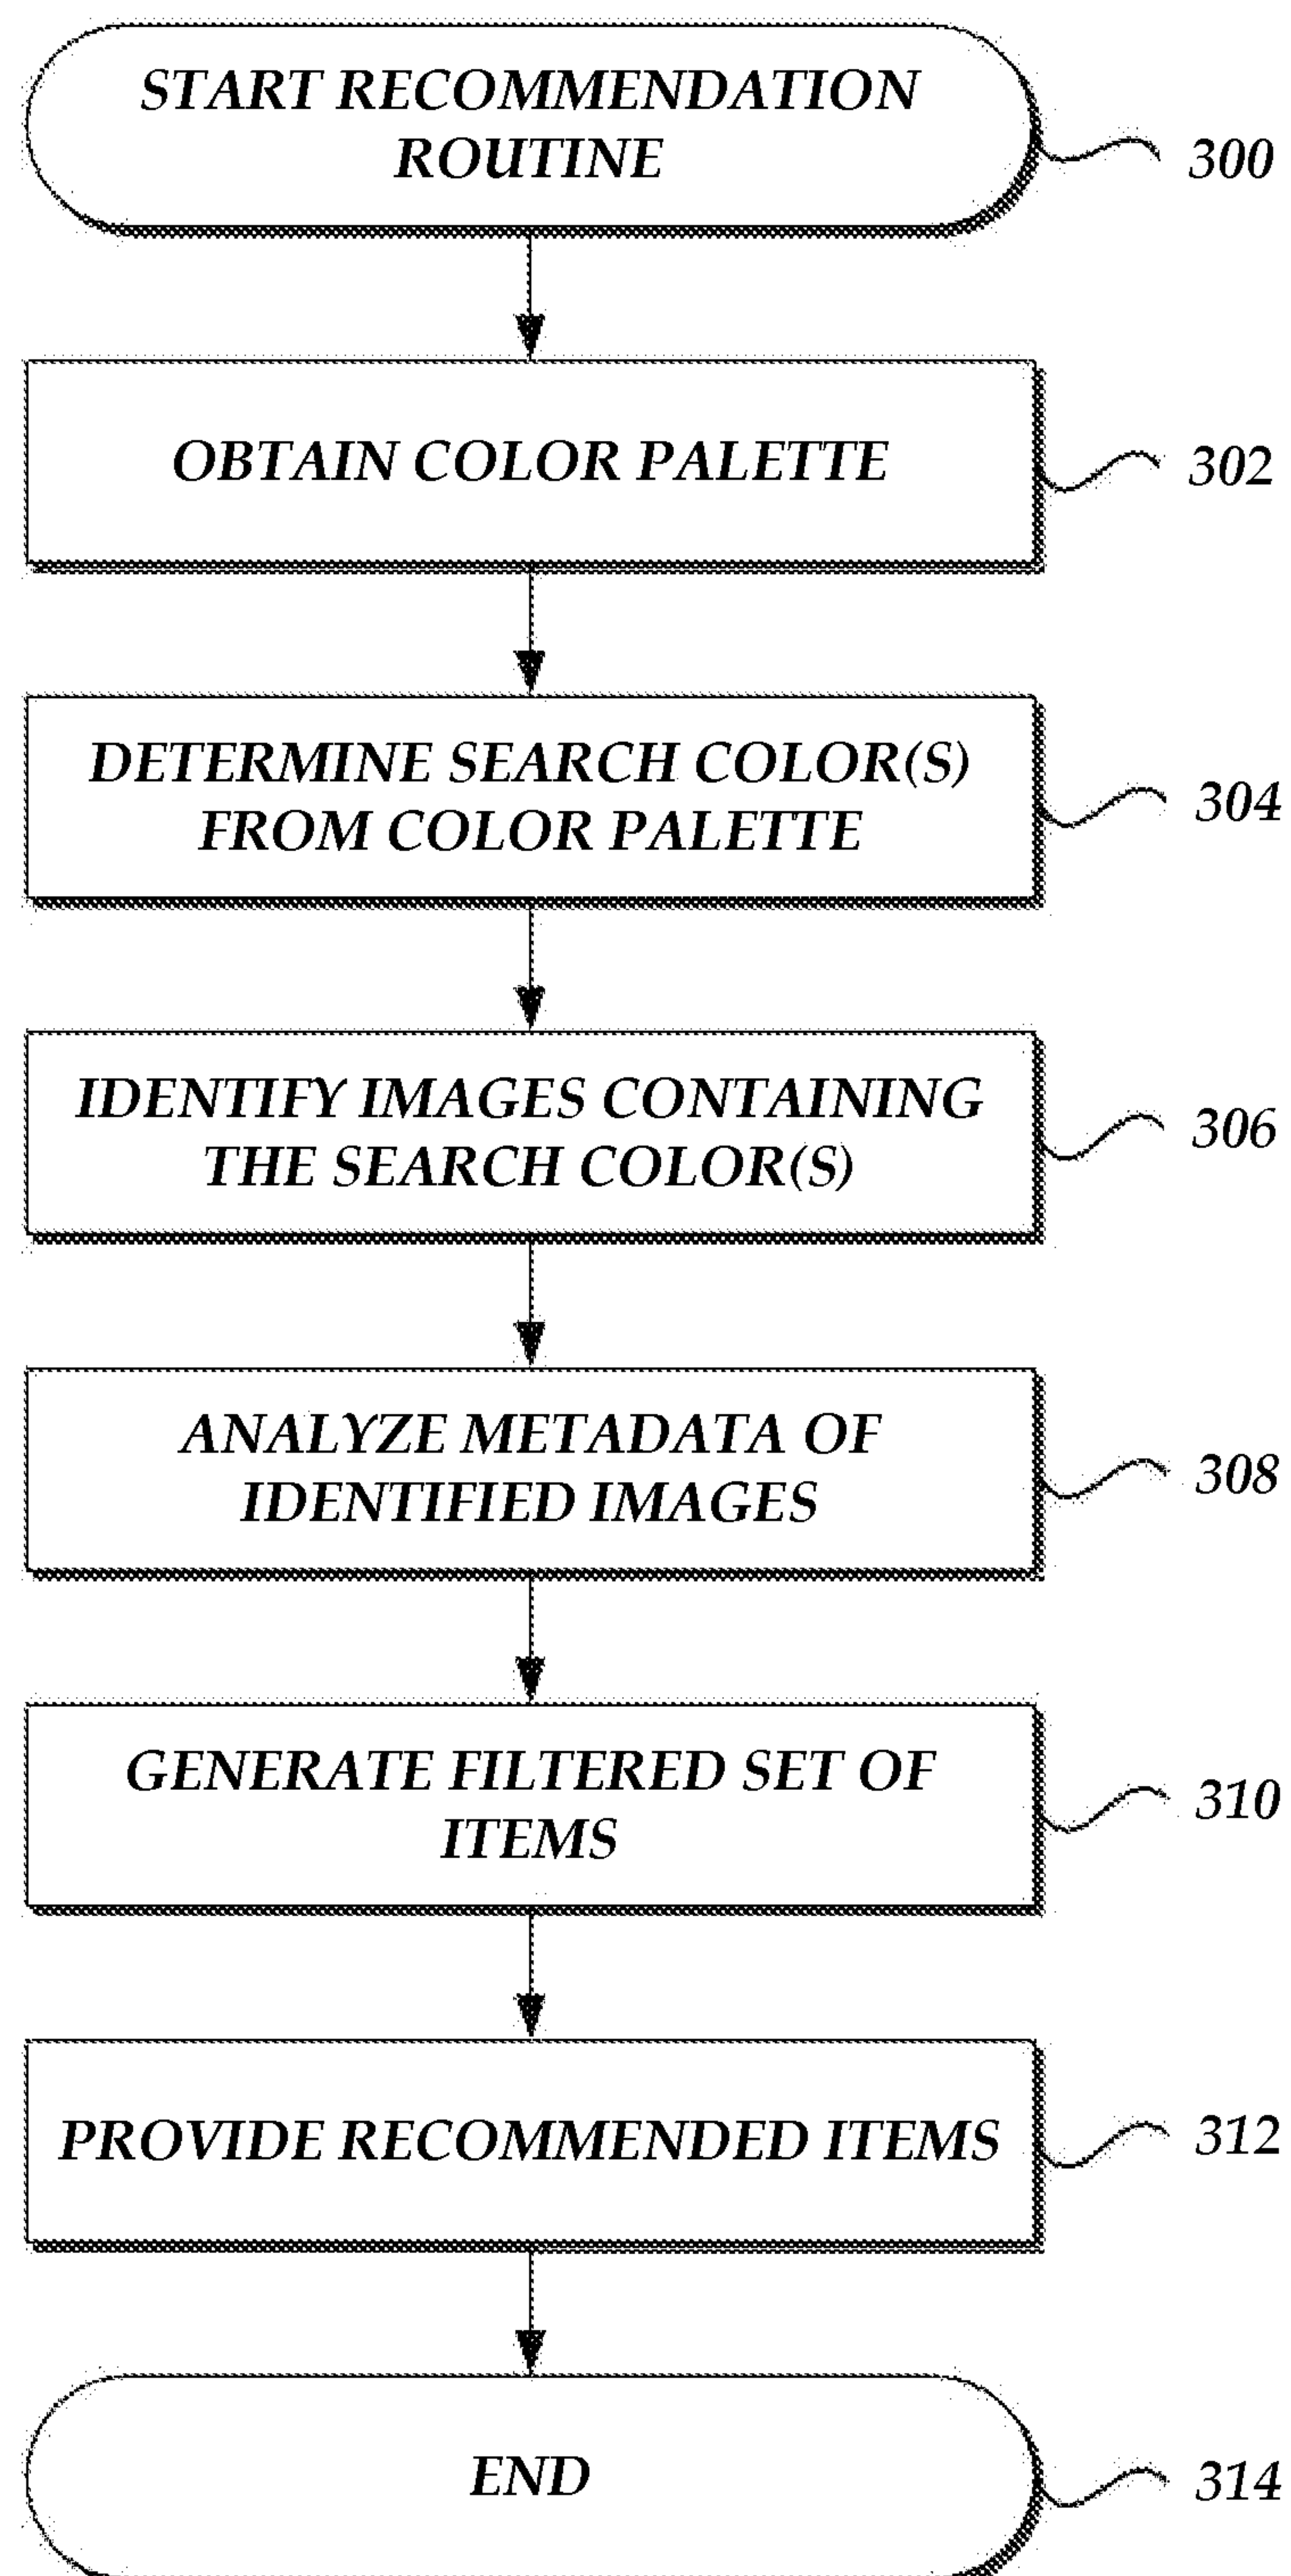 START RECOMMENDATION
ROUTINE
300
OBTAIN COLOR PALETTE
302
DETERMINE SEARCH COLOR(S)
FROM COLOR PALETTE
304
IDENTIFY IMAGES CONTAINING
THE SEARCH COLOR(S)
306
ANALYZE METADATA OF
IDENTIFIED IMAGES
308
GENERATE FILTERED SET OF
ITEMS
310
PROVIDE RECOMMENDED ITEMS
312
END
314